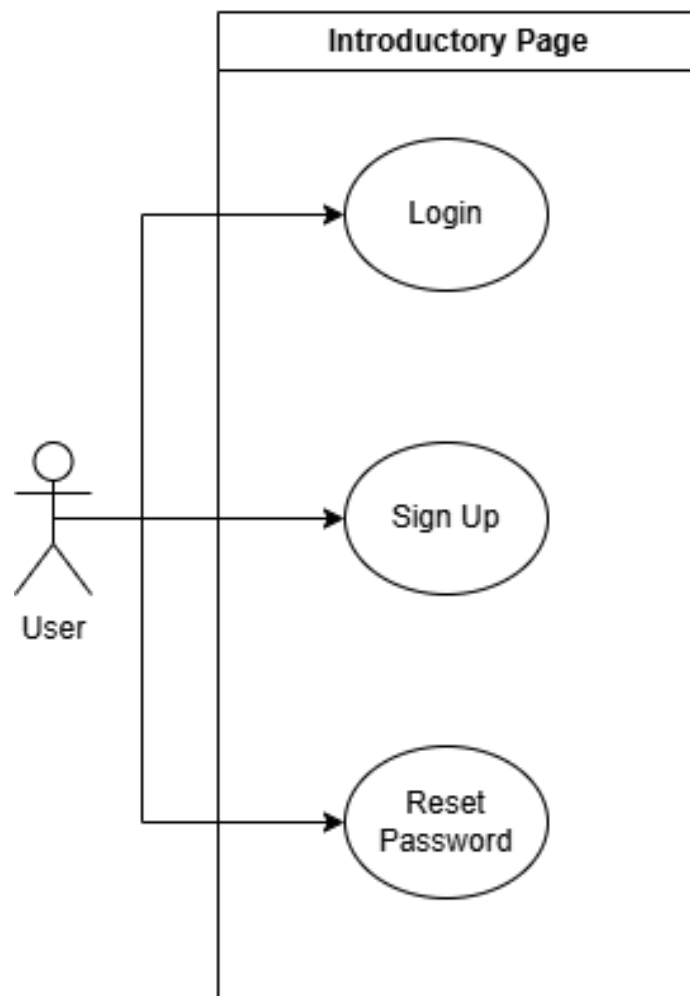 Introductory Page
Login
Sign Up
User
Reset
Password